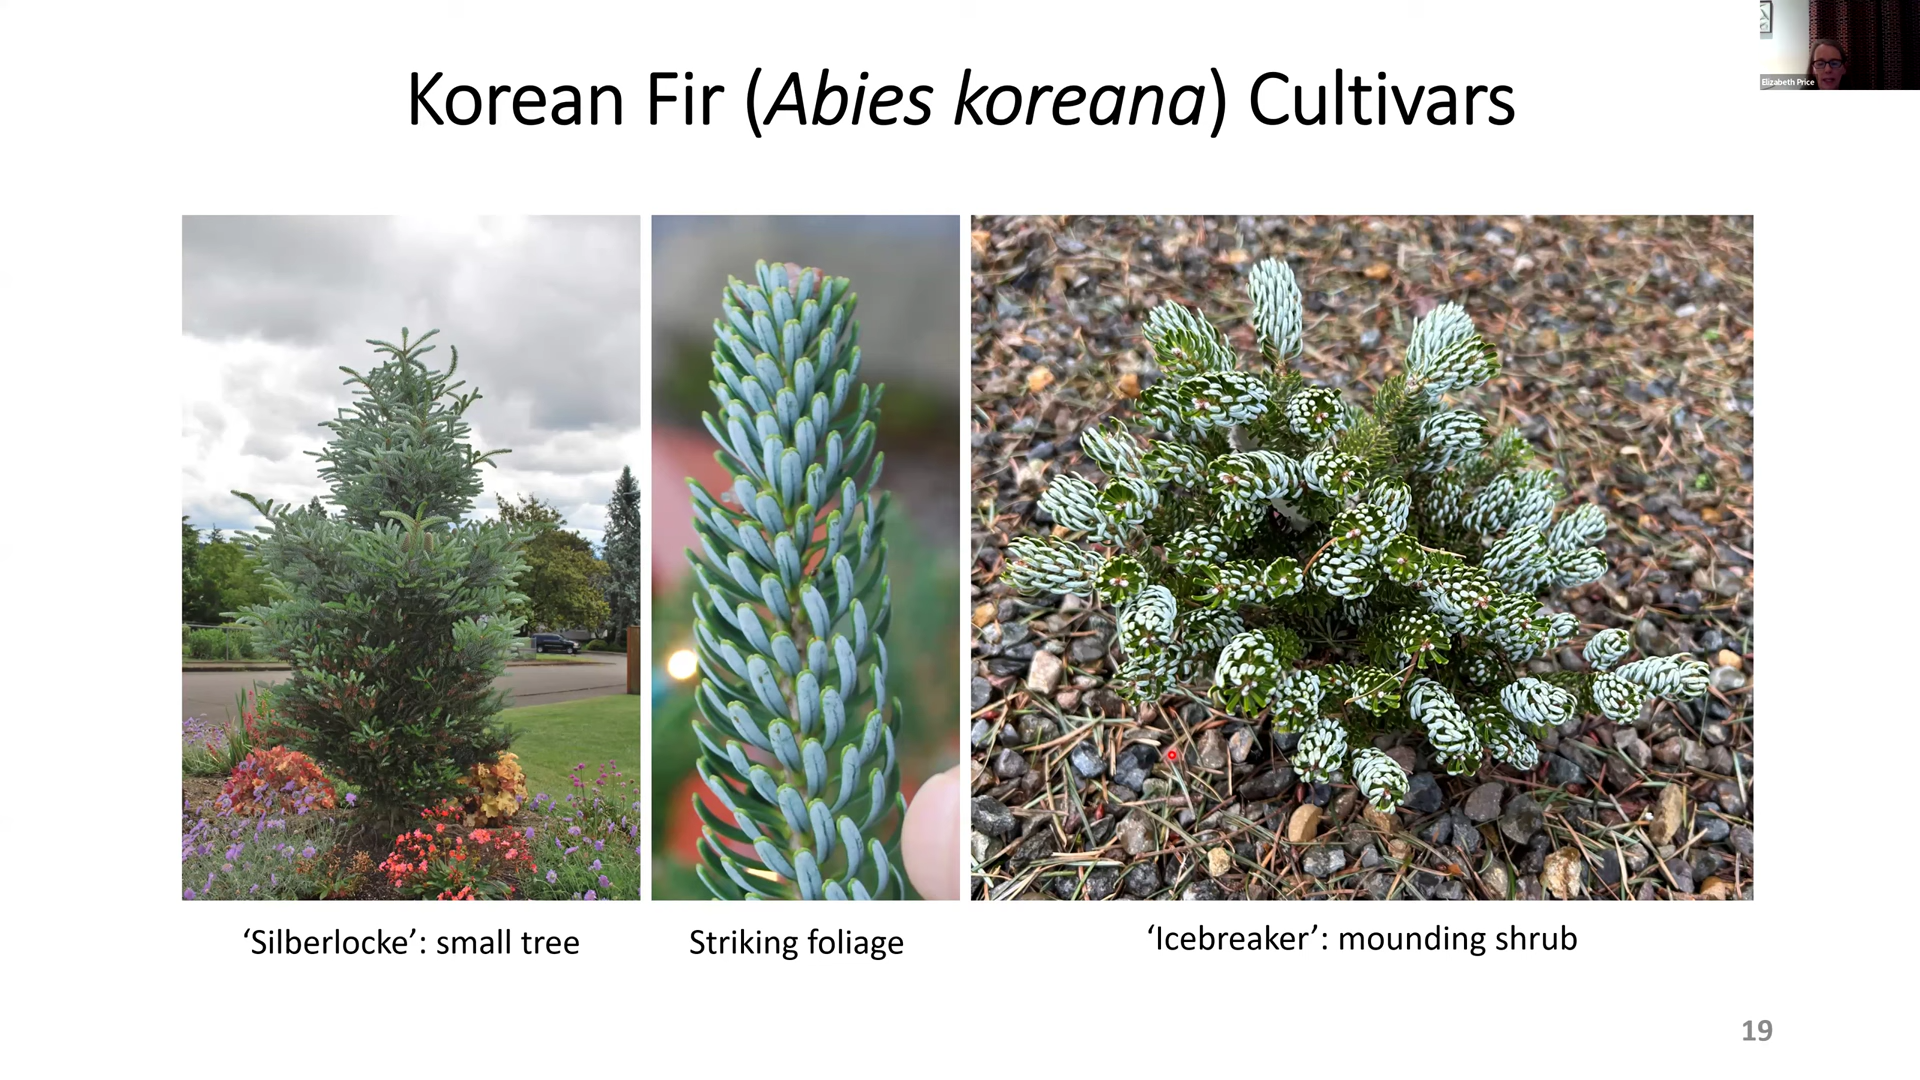 Korean Fir (Abies koreana) Cultivars
Elizabeth Price
‘Silberlocke’: small tree
Striking foliage
‘Icebreaker’: mounding shrub
19